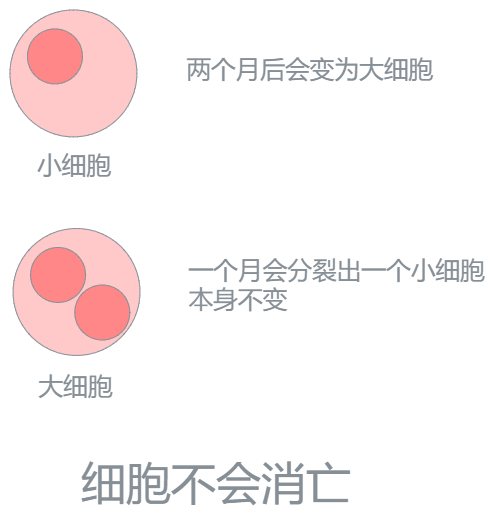 两个月后会变为大细胞
小细胞
一个月会分裂出一个小细胞
本身不变
大细胞
细胞不会消亡